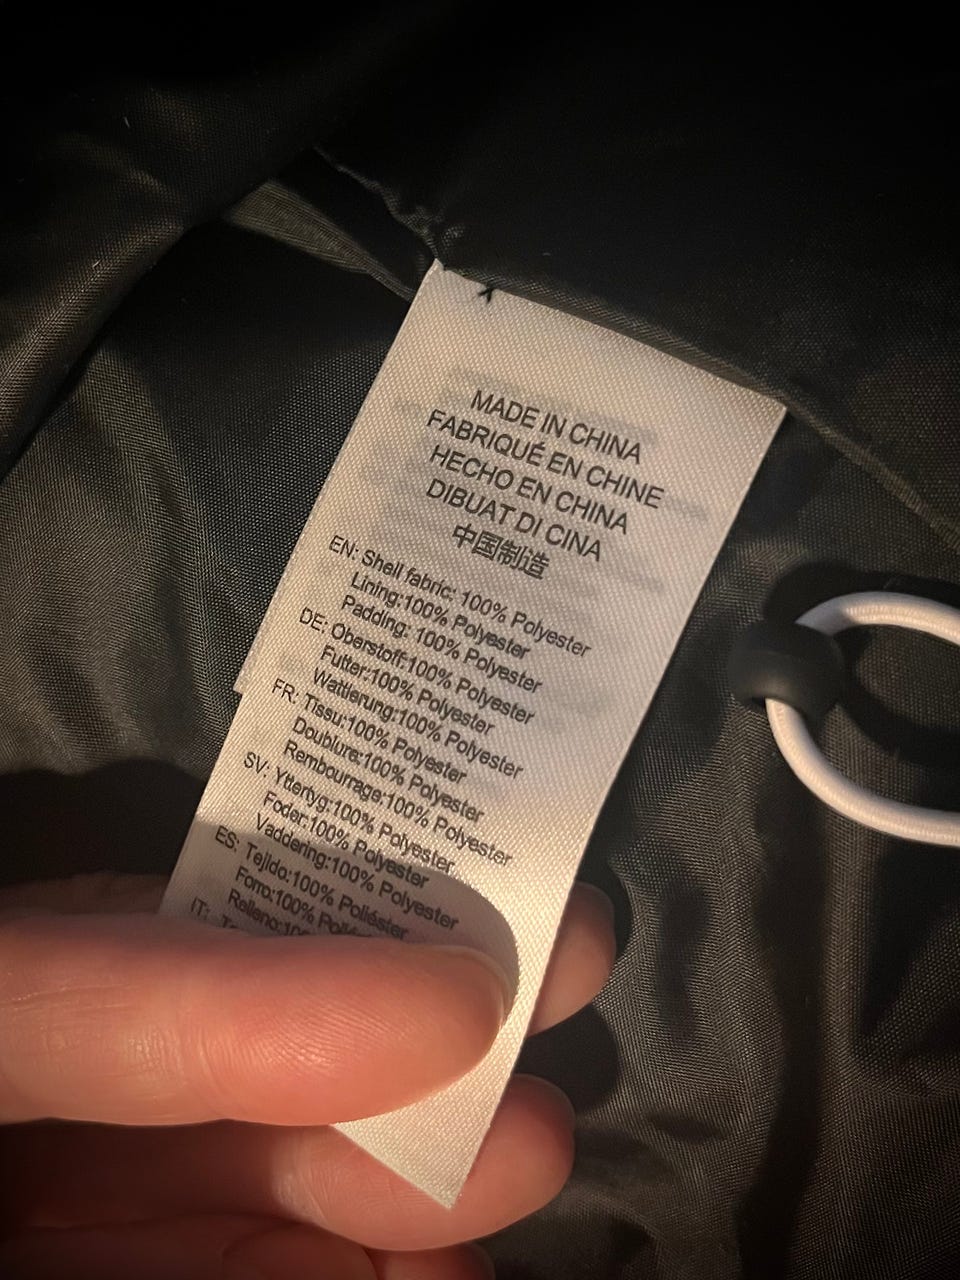 MADE IN CHINA
FABRIQUÉ EN CHINE
HECHO EN CHINA
DIBUAT DI CINA
中国制造
EN: Shell fabric: 100% Polyester
Lining:100% Polyester
Padding: 100% Polyester
DE: Oberstoff:100% Polyester
Futter:100% Polyester
Wattierung:100% Polyester
FR: Tissu:100% Polyester
Doublure:100% Polyester
Rembourrage:100% Polyester
SV: Yttertyg:100% Polyester
Foder:100% Polyester
Vaddering:100% Polyester
ES: Tejido:100% Poliéster
Forro:100%
Relleno:
IT: